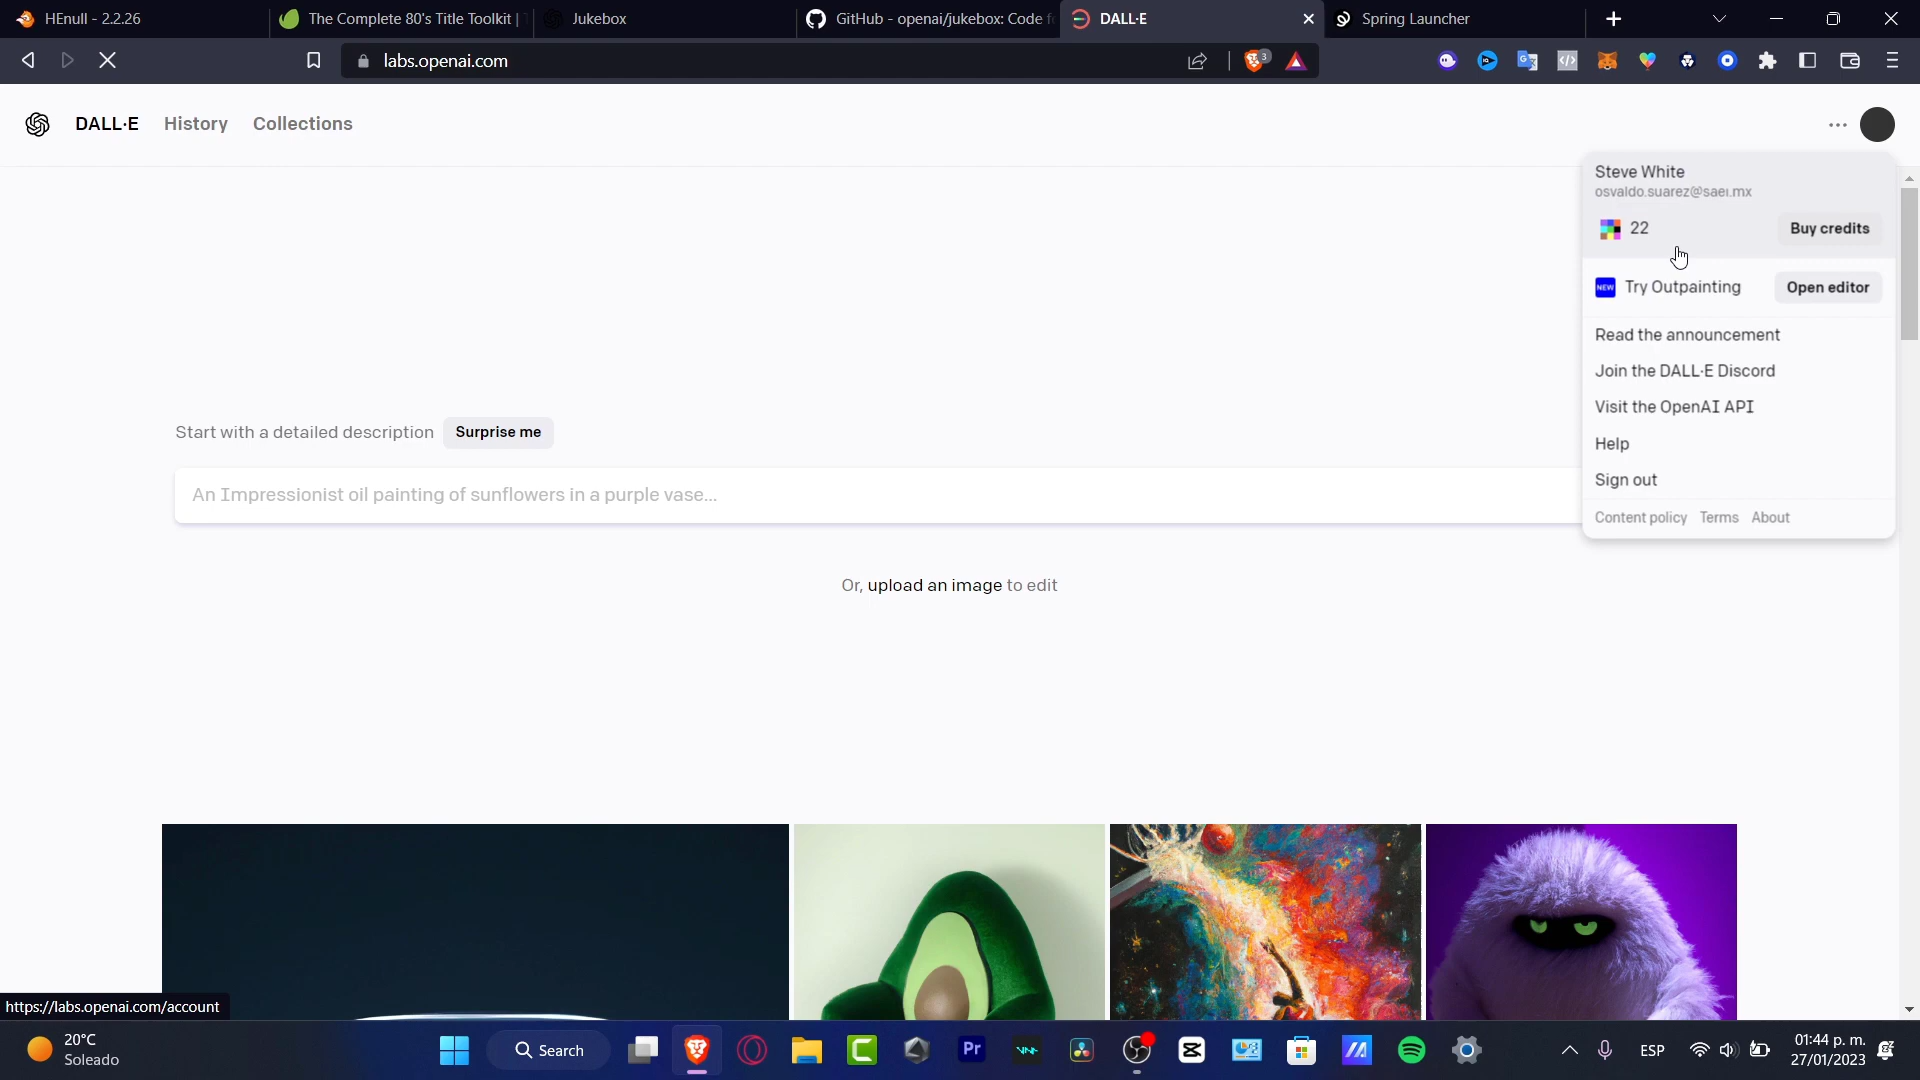 HEnull - 2.2.26
The Complete 80's Title Toolkit |
Jukebox
GitHub - openai/jukebox: Code f
DALL·E
Spring Launcher
labs.openai.com
3
DALL·E
History
Collections
Steve White
osvaldo.suarez@saei.mx
22
Buy credits
NEW
Try Outpainting
Open editor
Read the announcement
Join the DALL·E Discord
Visit the OpenAI API
Help
Sign out
Content policy
Terms
About
Start with a detailed description
Surprise me
An Impressionist oil painting of sunflowers in a purple vase...
Or, upload an image to edit
https://labs.openai.com/account
20°C
Soleado
Search
Pr
ESP
01:44 p. m.
27/01/2023